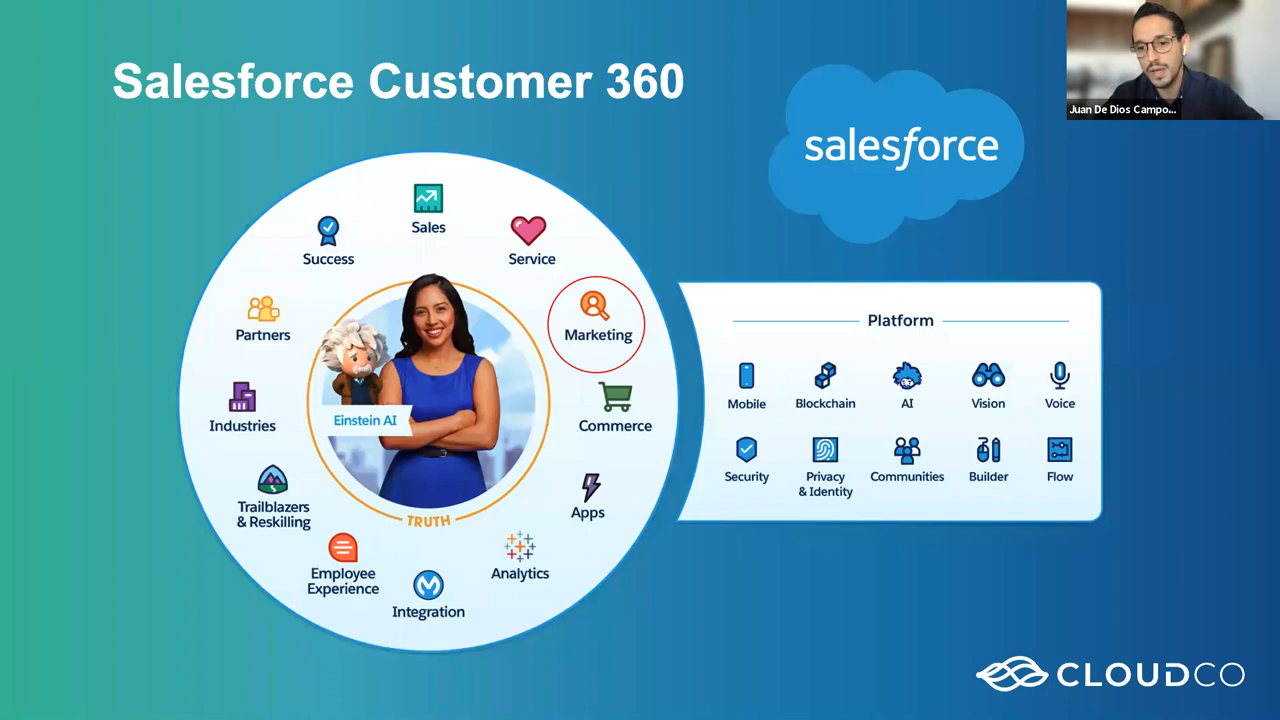 Salesforce Customer 360
salesforce
Juan De Dios Campo...
Sales
Success
Service
Partners
Marketing
Industries
Einstein AI
Commerce
Trailblazers
& Reskilling
TRUTH
Apps
Employee
Experience
Analytics
Integration
Platform
Mobile
Blockchain
AI
Vision
Voice
Security
Privacy
& Identity
Communities
Builder
Flow
CLOUDCO